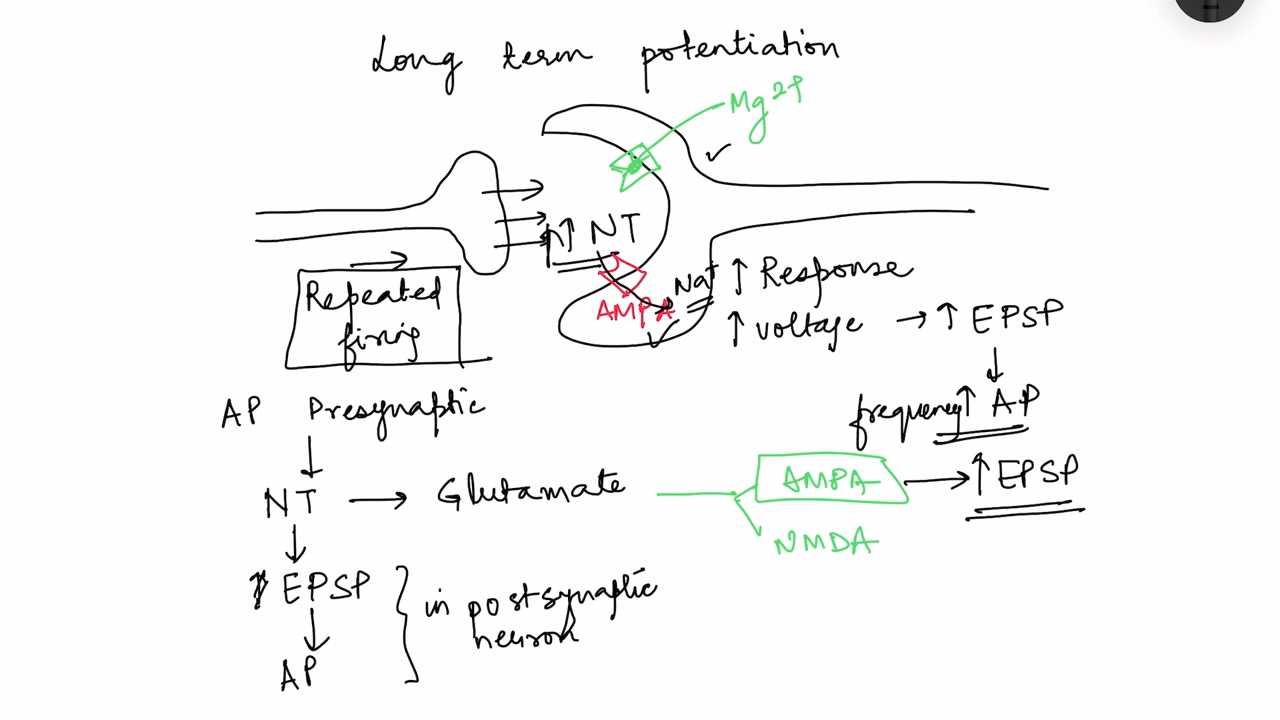 Long term potentiation
Mg2+
↑ NT
AMPA
Na+
↑ Response
↑ voltage → ↑ EPSP
↓
frequency ↑ AP
Repeated
firing
AP Presynaptic
↓
NT → Glutamate
AMPA → ↑ EPSP
NMDA
↓
↑ EPSP
↓
AP
in postsynaptic
neuron